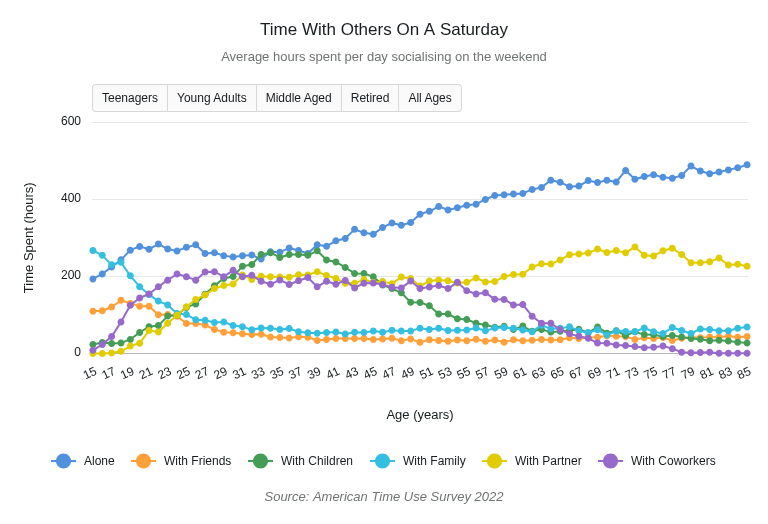 Time With Others On A Saturday
Average hours spent per day socialising on the weekend
Teenagers Young Adults Middle Aged Retired All Ages
600
400
200
0
Time Spent (hours)
15 17 19 21 23 25 27 29 31 33 35 37 39 41 43 45 47 49 51 53 55 57 59 61 63 65 67 69 71 73 75 77 79 81 83 85
Age (years)
Alone With Friends With Children With Family With Partner With Coworkers
Source: American Time Use Survey 2022